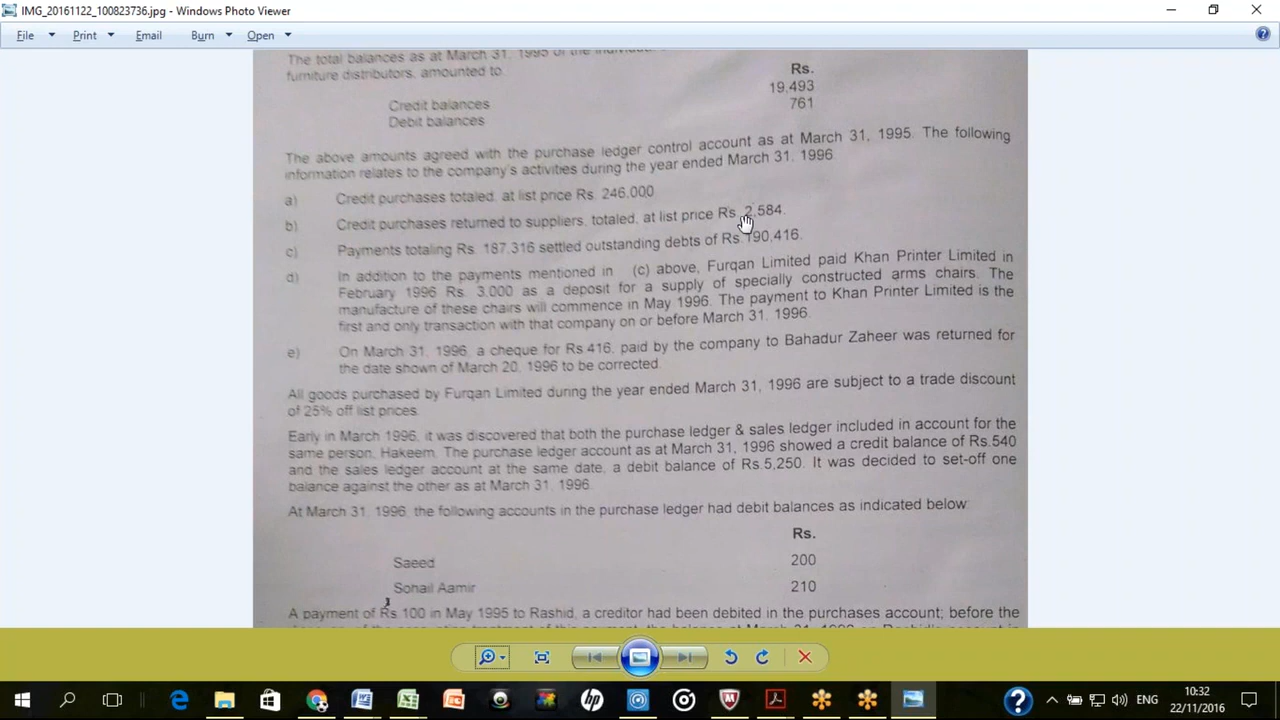 IMG_20161122_100823736.jpg - Windows Photo Viewer
File Print Email Burn Open
The total balances as at March 31, 1995 of the individual
furniture distributors, amounted to
Rs.
Credit balances 19,493
Debit balances 761
The above amounts agreed with the purchase ledger control account as at March 31, 1995. The following
information relates to the company's activities during the year ended March 31, 1996
a) Credit purchases totaled, at list price Rs. 246,000
b) Credit purchases returned to suppliers, totaled, at list price Rs. 2,584.
c) Payments totaling Rs. 187,316 settled outstanding debts of Rs.190,416.
d) In addition to the payments mentioned in (c) above, Furqan Limited paid Khan Printer Limited in
February 1996 Rs. 3,000 as a deposit for a supply of specially constructed arms chairs. The
manufacture of these chairs will commence in May 1996. The payment to Khan Printer Limited is the
first and only transaction with that company on or before March 31, 1996.
e) On March 31, 1996, a cheque for Rs.416, paid by the company to Bahadur Zaheer was returned for
the date shown of March 20, 1996 to be corrected.
All goods purchased by Furqan Limited during the year ended March 31, 1996 are subject to a trade discount
of 25% off list prices.
Early in March 1996, it was discovered that both the purchase ledger & sales ledger included in account for the
same person, Hakeem. The purchase ledger account as at March 31, 1996 showed a credit balance of Rs.540
and the sales ledger account at the same date, a debit balance of Rs.5,250. It was decided to set-off one
balance against the other as at March 31, 1996.
At March 31, 1996, the following accounts in the purchase ledger had debit balances as indicated below:
Rs.
Saeed 200
Sohail Aamir 210
A payment of Rs.100 in May 1995 to Rashid, a creditor had been debited in the purchases account; before the
ENG
10:32
22/11/2016